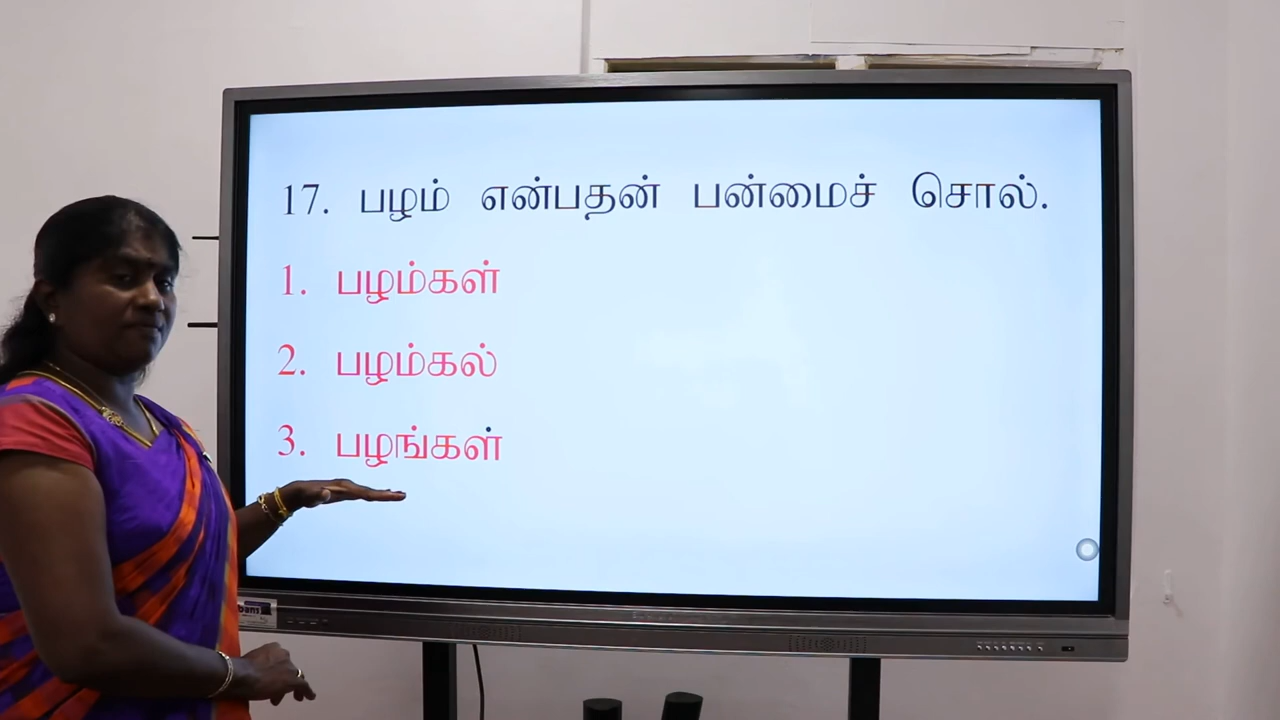 17. பழம் என்பதன் பன்மைச் சொல்.
1. பழம்கள்
2. பழம்கல்
3. பழங்கள்